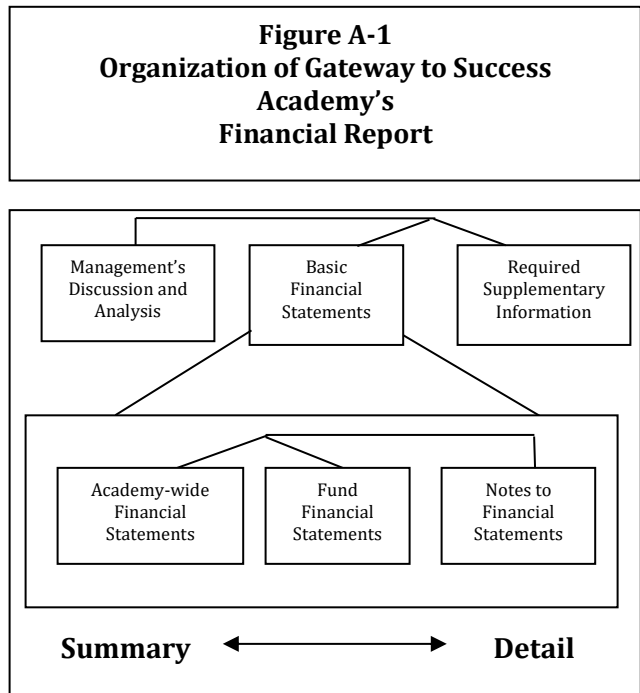 Figure A-1
Organization of Gateway to Success
Academy's
Financial Report
Management's
Discussion and
Analysis
Basic
Financial
Statements
Required
Supplementary
Information
Academy-wide
Financial
Statements
Fund
Financial
Statements
Notes to
Financial
Statements
Summary
Detail